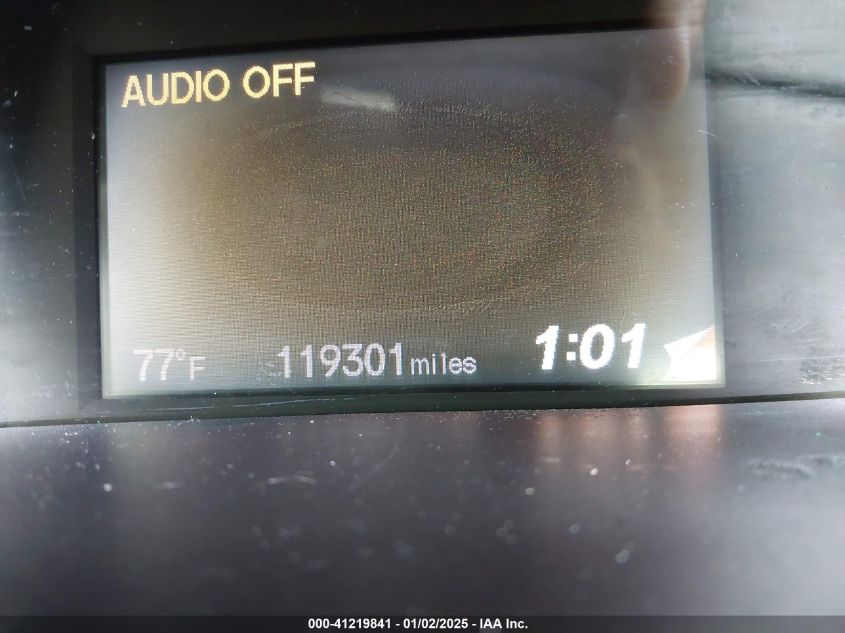 AUDIO OFF
77°F 119301 miles 1:01
000-41219841 - 01/02/2025 - IAA Inc.